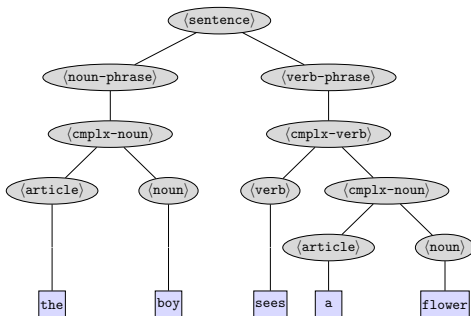 ⟨sentence⟩
⟨noun-phrase⟩ ⟨verb-phrase⟩
⟨cmplx-noun⟩ ⟨cmplx-verb⟩
⟨article⟩ ⟨noun⟩ ⟨verb⟩ ⟨cmplx-noun⟩
⟨article⟩ ⟨noun⟩
the boy sees a flower